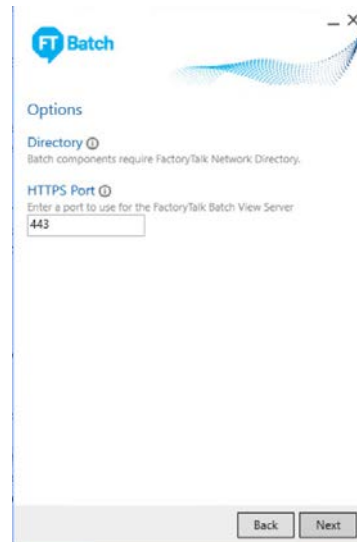 FT Batch
Options
Directory
Batch components require FactoryTalk Network Directory.
HTTPS Port
Enter a port to use for the FactoryTalk Batch View Server
443
Back Next